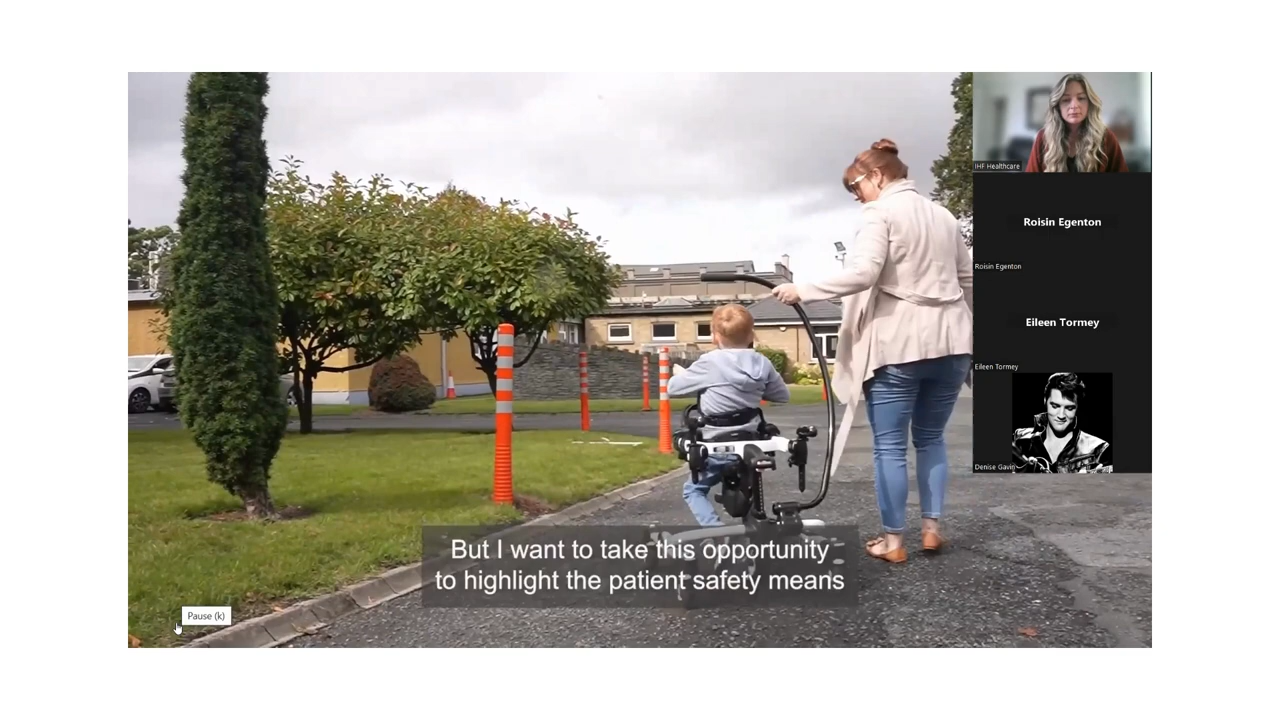 IHF Healthcare
Roisin Egenton
Roisin Egenton
Eileen Tormey
Eileen Tormey
Denise Gavin
But I want to take this opportunity
to highlight the patient safety means
Pause (k)